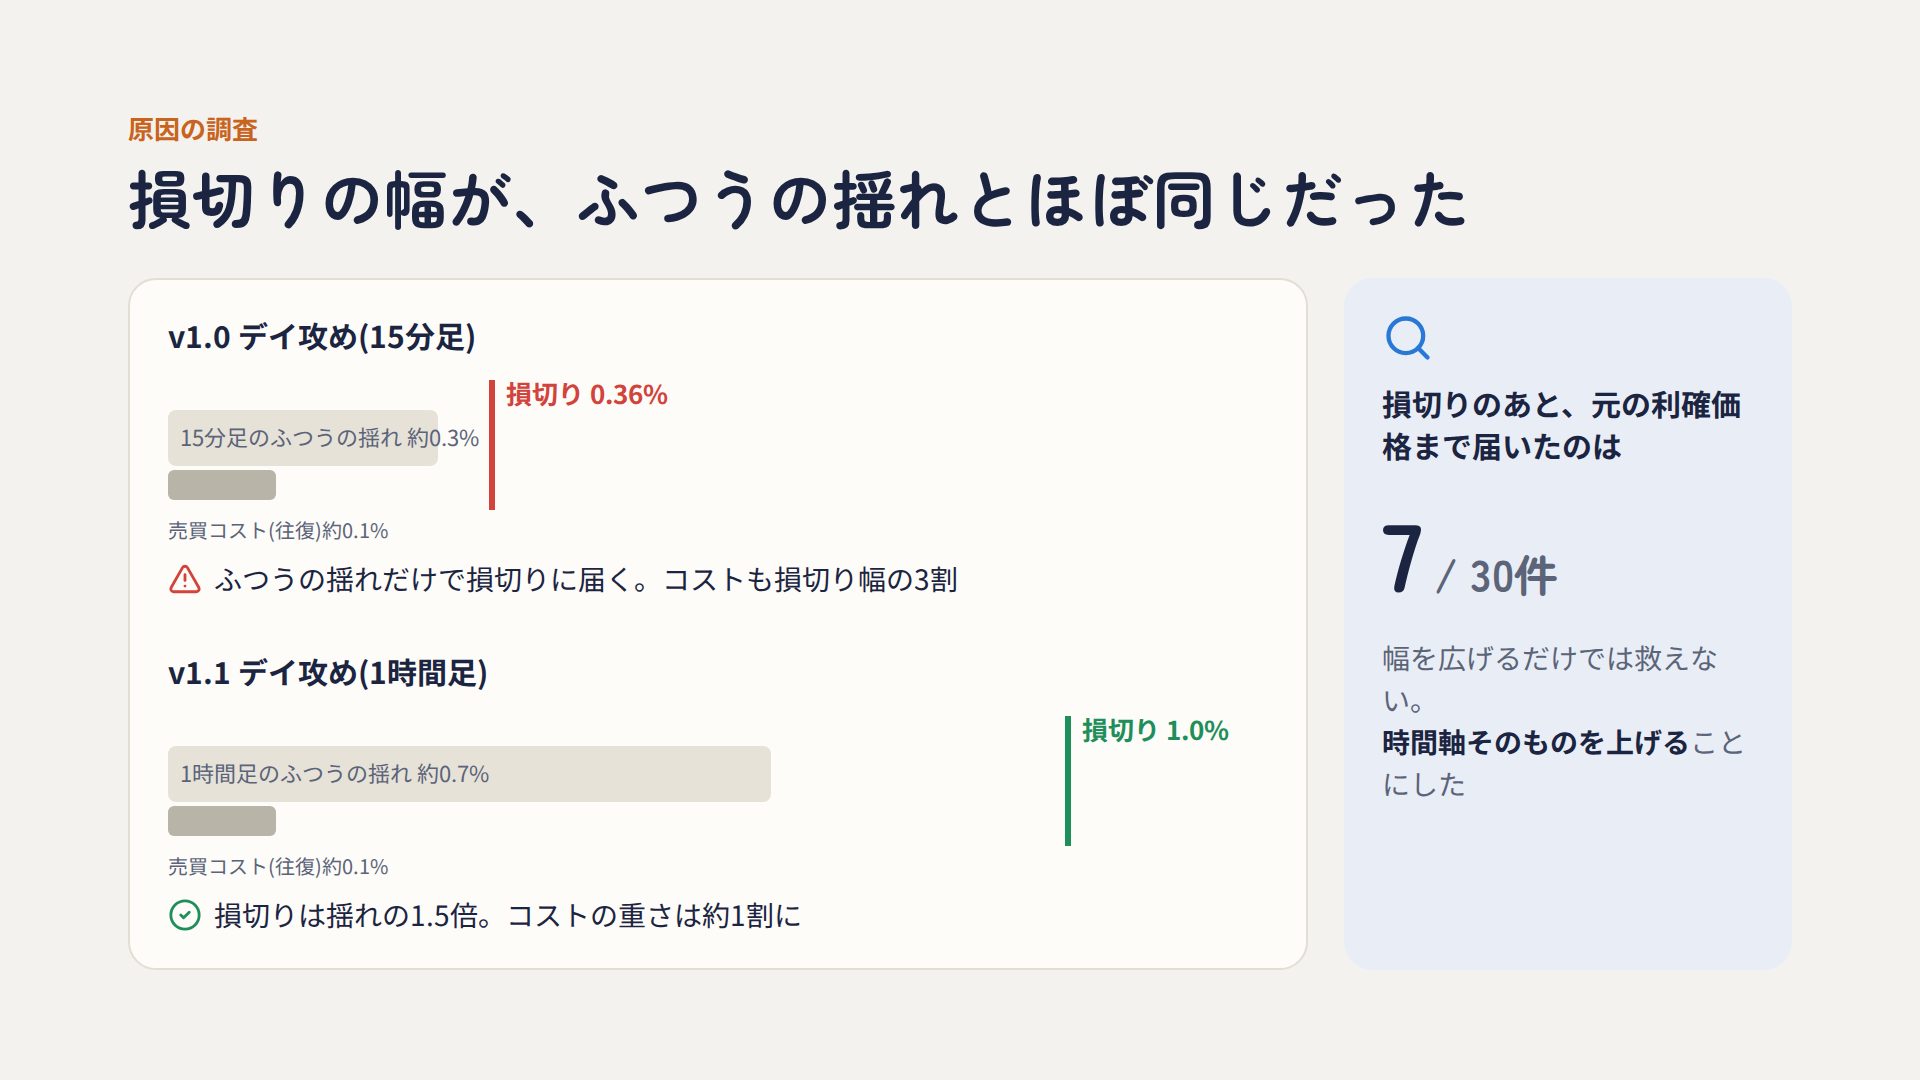 原因の調査
損切りの幅が、ふつうの揺れとほぼ同じだった
v1.0 デイ攻め(15分足)
損切り 0.36%
15分足のふつうの揺れ 約0.3%
売買コスト(往復)約0.1%
ふつうの揺れだけで損切りに届く。コストも損切り幅の3割
v1.1 デイ攻め(1時間足)
損切り 1.0%
1時間足のふつうの揺れ 約0.7%
売買コスト(往復)約0.1%
損切りは揺れの1.5倍。コストの重さは約1割に
損切りのあと、元の利確価
格まで届いたのは
7 / 30件
幅を広げるだけでは救えな
い。
時間軸そのものを上げること
にした